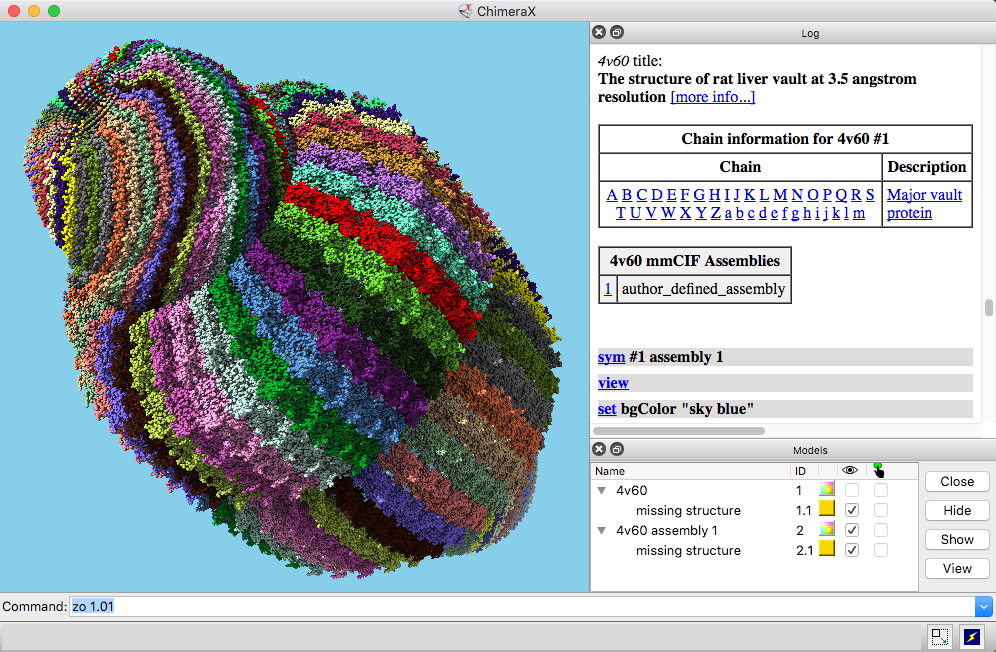 ChimeraX
Log
4v60 title:
The structure of rat liver vault at 3.5 angstrom
resolution [more info...]
Chain information for 4v60 #1
Chain Description
A B C D E F G H I J K L M N O P Q R S Major vault
T U V W X Y Z a b c d e f g h i j k l m protein
4v60 mmCIF Assemblies
1 author_defined_assembly
sym #1 assembly 1
view
set bgColor "sky blue"
Models
Name ID
4v60 1
missing structure 1.1
4v60 assembly 1 2
missing structure 2.1
Close
Hide
Show
View
Command: zo 1.01